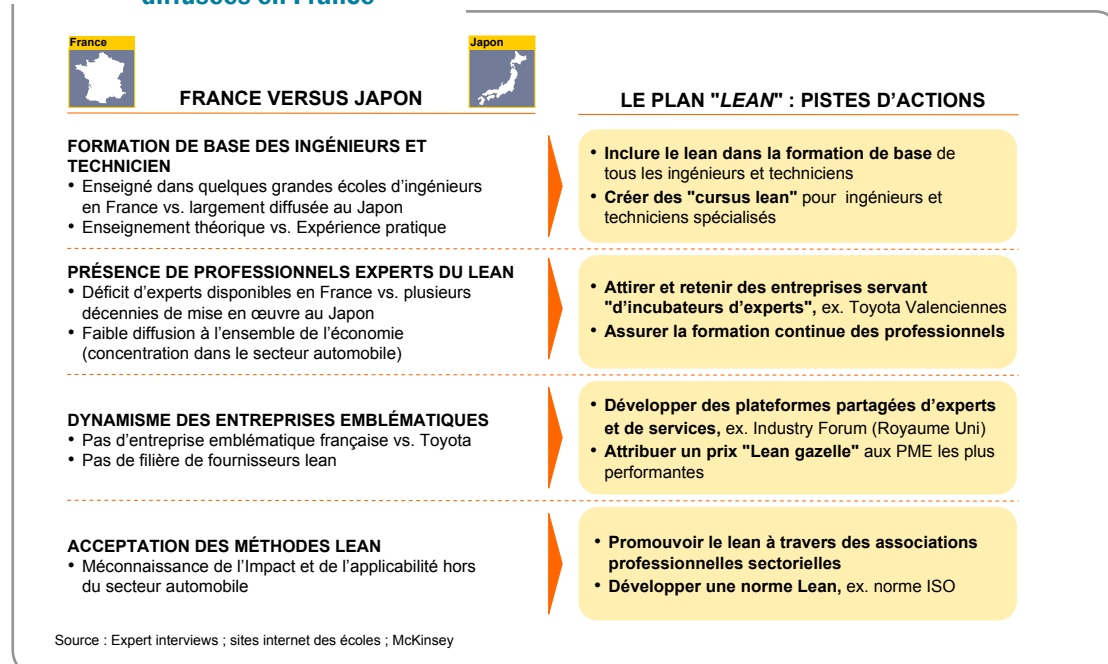 diffusées en France
France
Japon
FRANCE VERSUS JAPON
LE PLAN "LEAN" : PISTES D'ACTIONS
FORMATION DE BASE DES INGÉNIEURS ET
TECHNICIEN
• Enseigné dans quelques grandes écoles d'ingénieurs
en France vs. largement diffusée au Japon
• Enseignement théorique vs. Expérience pratique
• Inclure le lean dans la formation de base de
tous les ingénieurs et techniciens
• Créer des "cursus lean" pour ingénieurs et
techniciens spécialisés
PRÉSENCE DE PROFESSIONNELS EXPERTS DU LEAN
• Déficit d'experts disponibles en France vs. plusieurs
décennies de mise en œuvre au Japon
• Faible diffusion à l'ensemble de l'économie
(concentration dans le secteur automobile)
• Attirer et retenir des entreprises servant
"d'incubateurs d'experts", ex. Toyota Valenciennes
• Assurer la formation continue des professionnels
DYNAMISME DES ENTREPRISES EMBLÉMATIQUES
• Pas d'entreprise emblématique française vs. Toyota
• Pas de filière de fournisseurs lean
• Développer des plateformes partagées d'experts
et de services, ex. Industry Forum (Royaume Uni)
• Attribuer un prix "Lean gazelle" aux PME les plus
performantes
ACCEPTATION DES MÉTHODES LEAN
• Méconnaissance de l'Impact et de l'applicabilité hors
du secteur automobile
• Promouvoir le lean à travers des associations
professionnelles sectorielles
• Développer une norme Lean, ex. norme ISO
Source : Expert interviews ; sites internet des écoles ; McKinsey